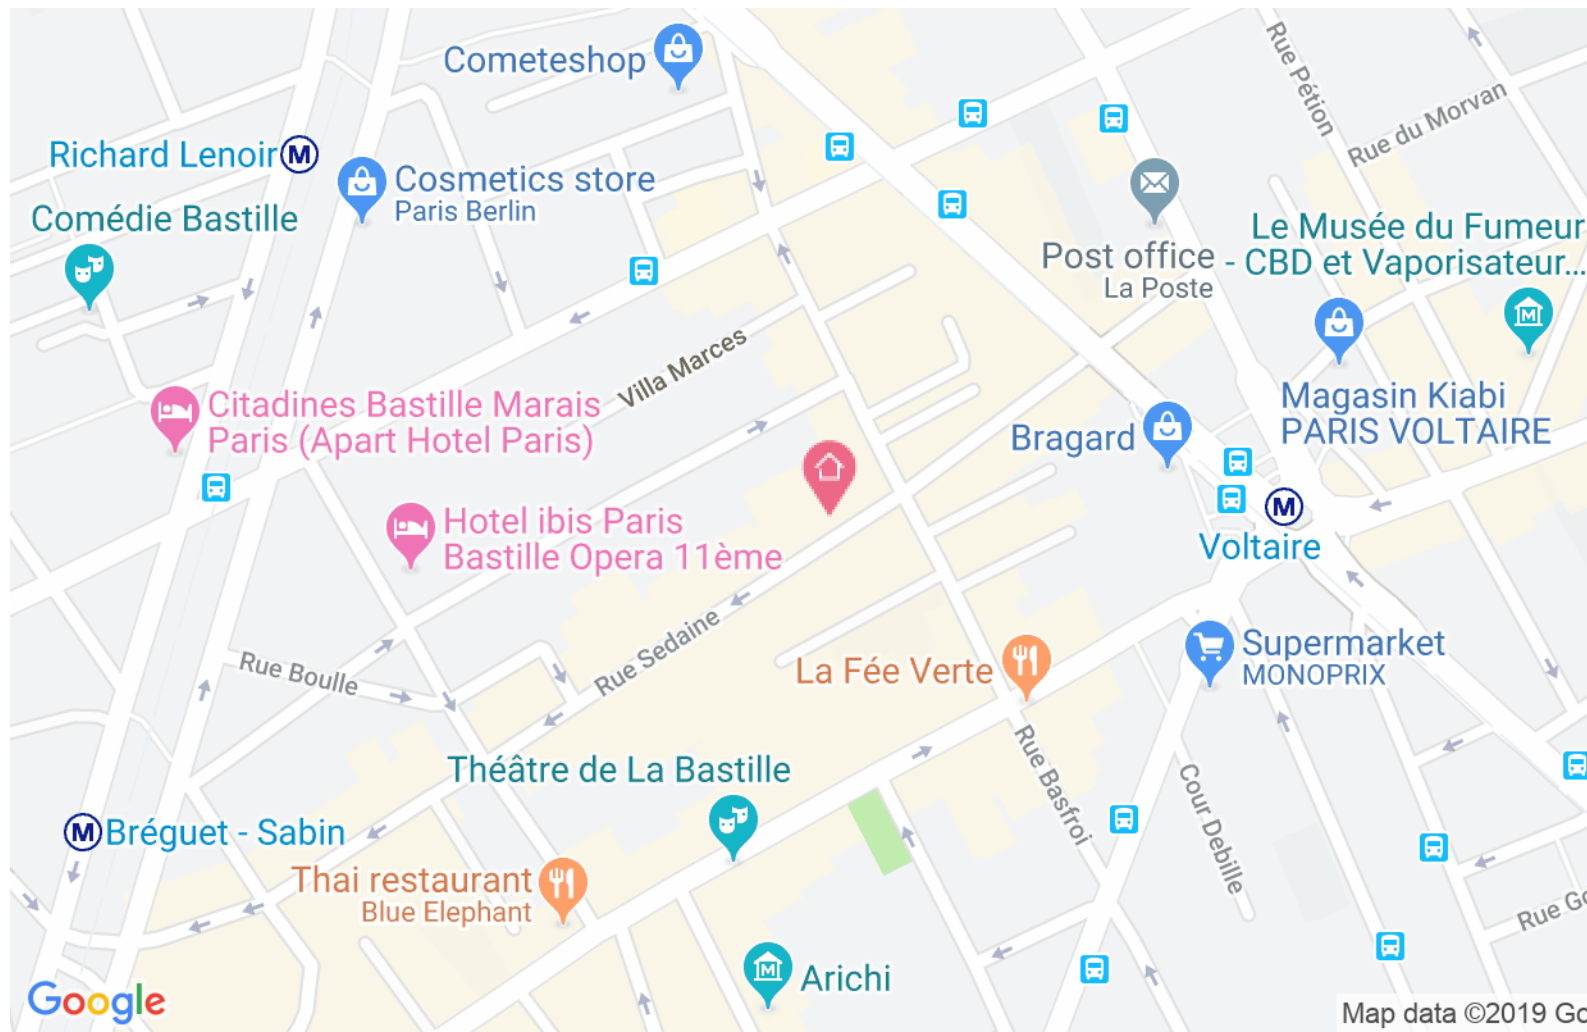 Cometeshop
Rue Pétion
Rue du Morvan
Richard Lenoir
M
Cosmetics store
Paris Berlin
Comédie Bastille
Le Musée du Fumeur
- CBD et Vaporisateur...
Post office
La Poste
Villa Marces
Citadines Bastille Marais
Paris (Apart Hotel Paris)
Magasin Kiabi
PARIS VOLTAIRE
Bragard
Hotel ibis Paris
Bastille Opera 11ème
M
Voltaire
Rue Sedaine
Rue Boulle
La Fée Verte
Supermarket
MONOPRIX
Rue Basfroi
Théâtre de La Bastille
Cour Debille
M
Bréguet - Sabin
Thai restaurant
Blue Elephant
Rue Go
Arichi
Google
Map data ©2019 Go